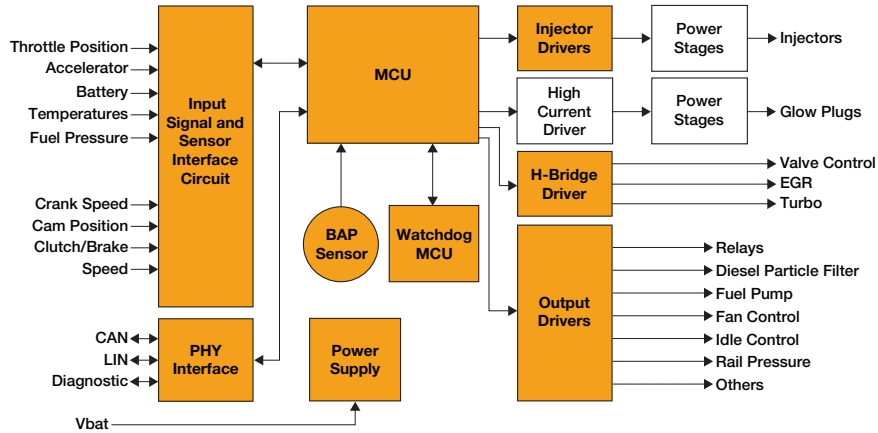 Throttle Position
Accelerator
Battery
Temperatures
Fuel Pressure
Crank Speed
Cam Position
Clutch/Brake
Speed
Input
Signal and
Sensor
Interface
Circuit
CAN
LIN
Diagnostic
PHY
Interface
Vbat
MCU
BAP
Sensor
Watchdog
MCU
Power
Supply
Injector
Drivers
Power
Stages
Injectors
High
Current
Driver
Power
Stages
Glow Plugs
H-Bridge
Driver
Valve Control
EGR
Turbo
Output
Drivers
Relays
Diesel Particle Filter
Fuel Pump
Fan Control
Idle Control
Rail Pressure
Others